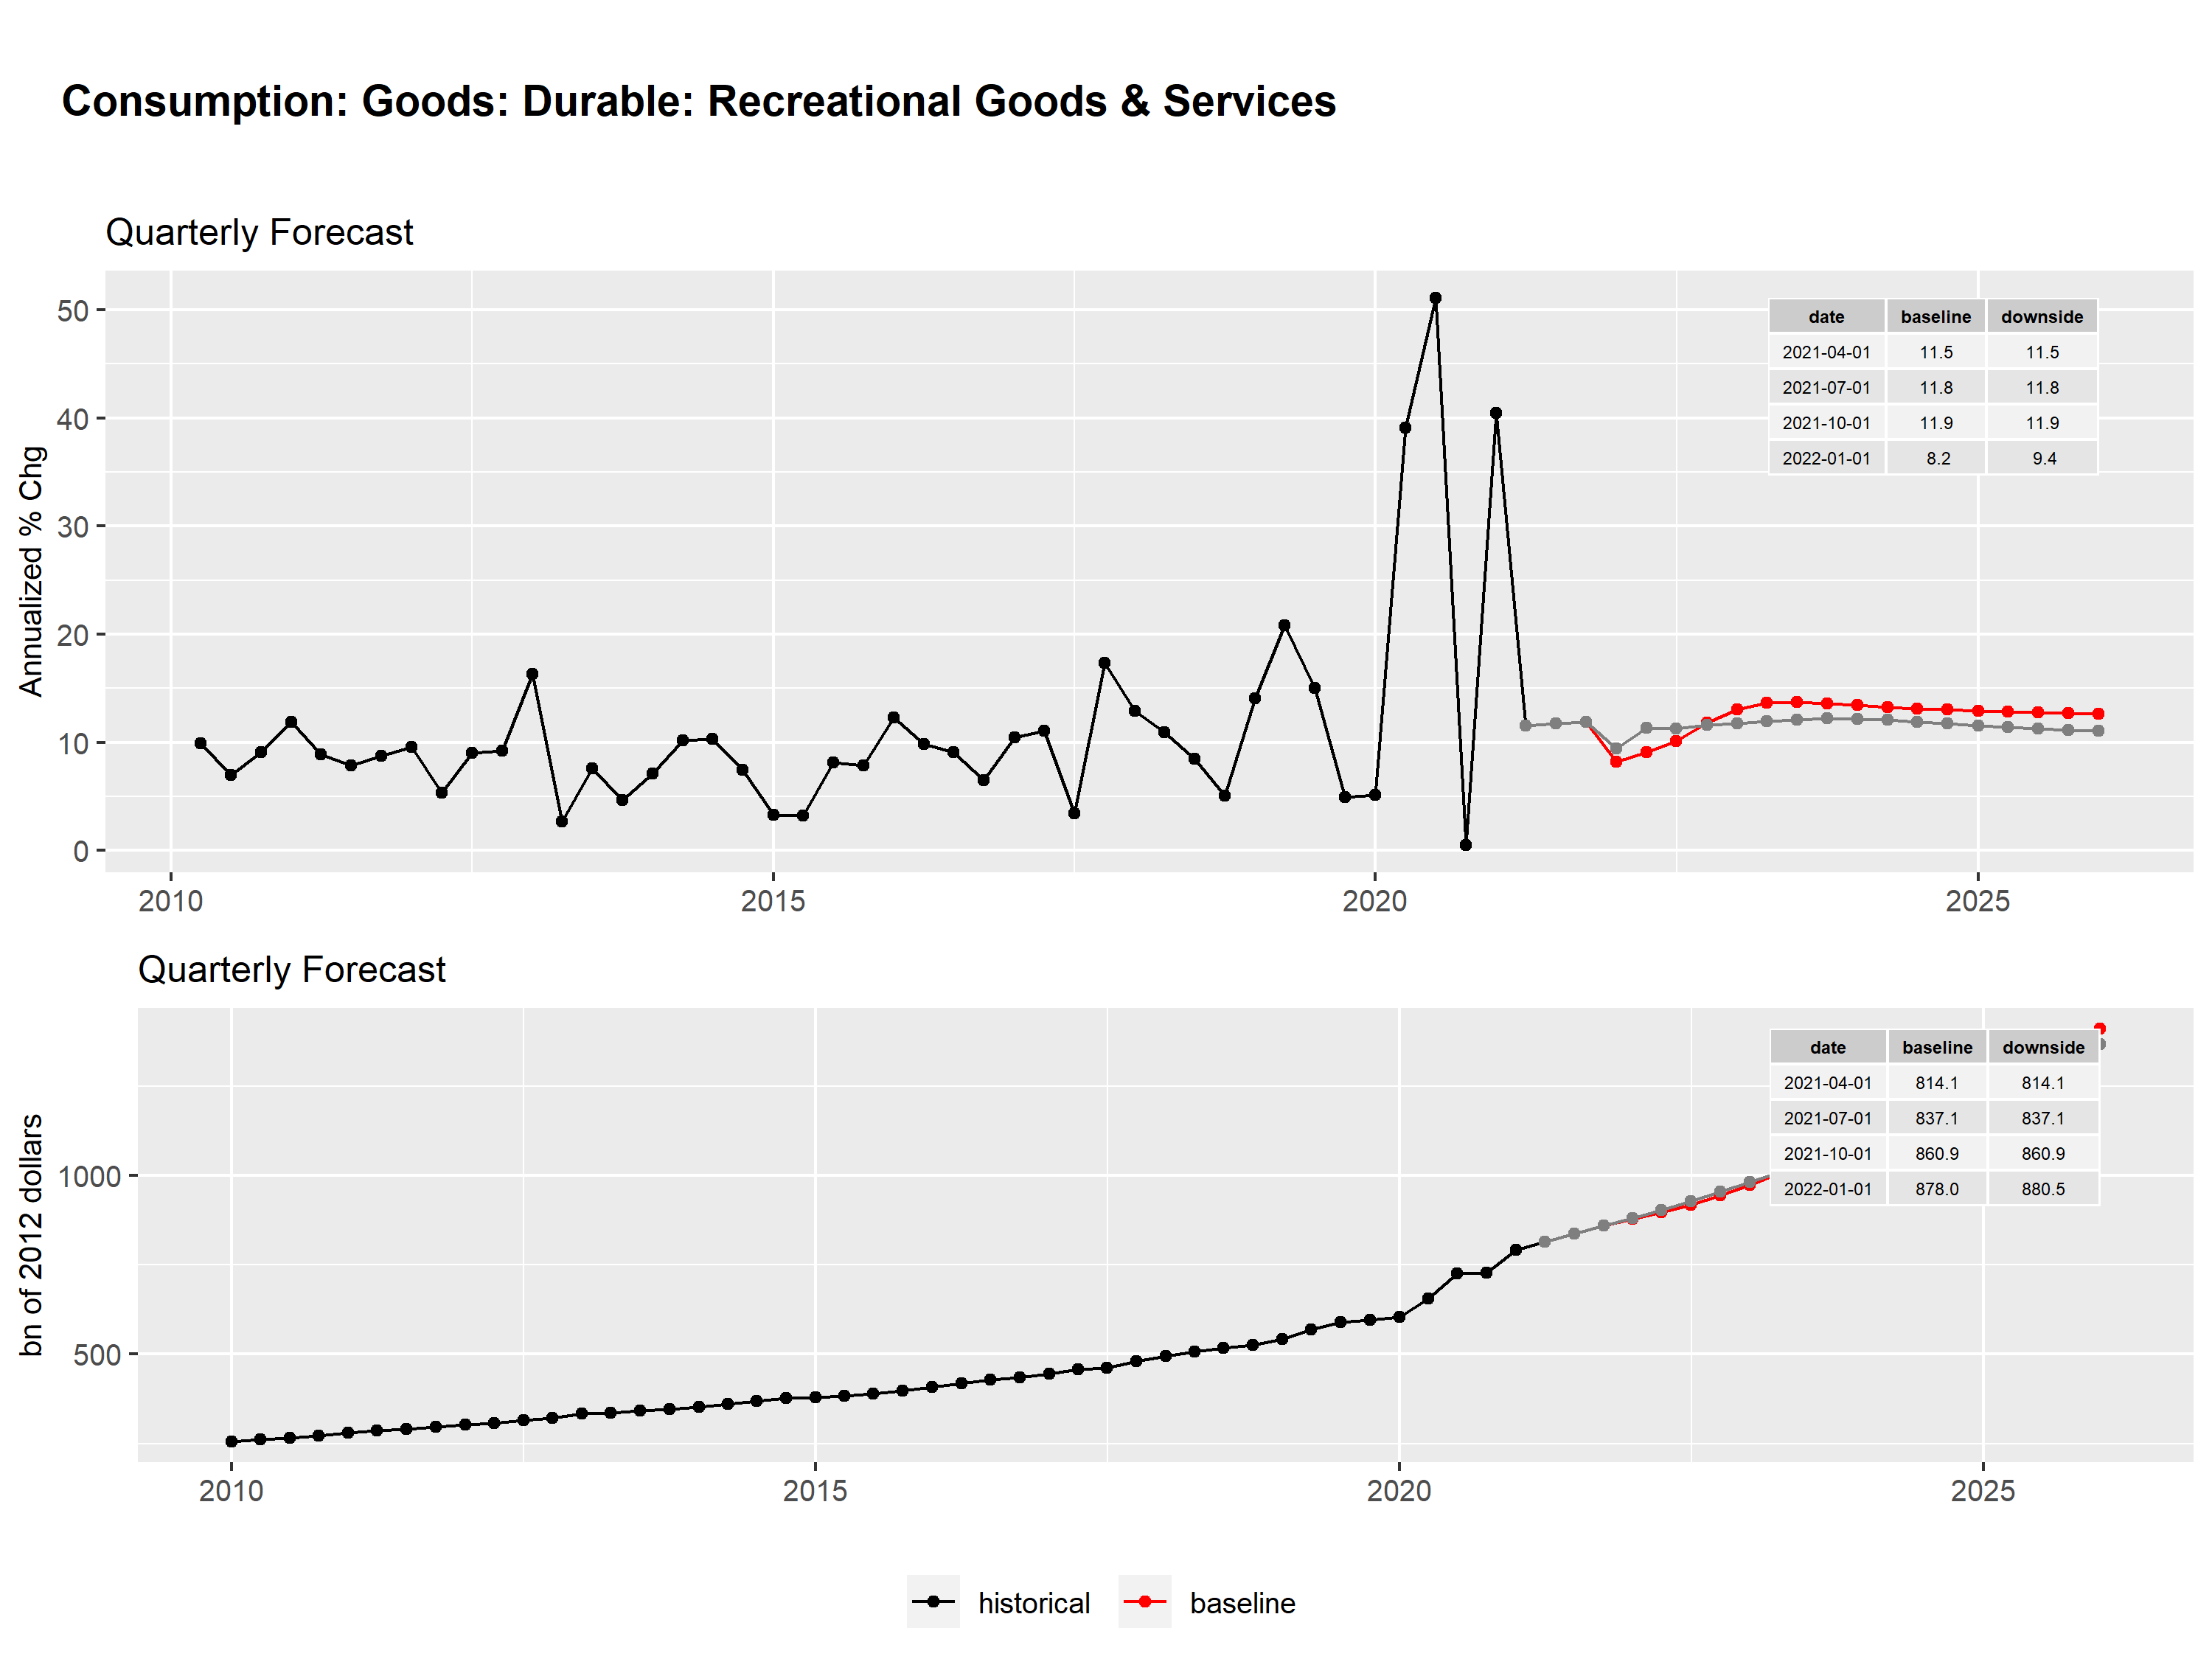 Consumption: Goods: Durable: Recreational Goods & Services
Quarterly Forecast
Annualized % Chg
50
40
30
20
10
0
2010 2015 2020 2025
date baseline downside
2021-04-01 11.5 11.5
2021-07-01 11.8 11.8
2021-10-01 11.9 11.9
2022-01-01 8.2 9.4
Quarterly Forecast
bn of 2012 dollars
1000
500
2010 2015 2020 2025
date baseline downside
2021-04-01 814.1 814.1
2021-07-01 837.1 837.1
2021-10-01 860.9 860.9
2022-01-01 878.0 880.5
historical baseline